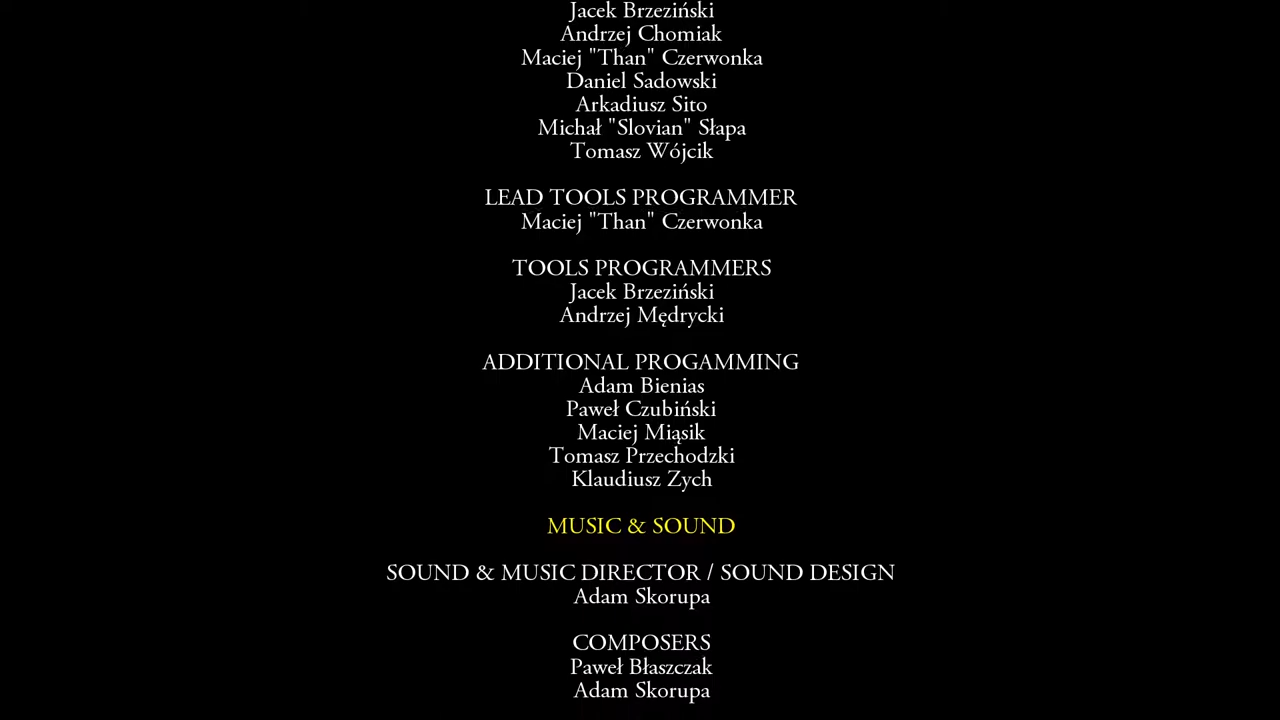 Jacek Brzeziński
Andrzej Chomiak
Maciej "Than" Czerwonka
Daniel Sadowski
Arkadiusz Sito
Michał "Slovian" Słapa
Tomasz Wójcik
LEAD TOOLS PROGRAMMER
Maciej "Than" Czerwonka
TOOLS PROGRAMMERS
Jacek Brzeziński
Andrzej Mędrycki
ADDITIONAL PROGAMMING
Adam Bienias
Paweł Czubiński
Maciej Miąsik
Tomasz Przechodzki
Klaudiusz Zych
MUSIC & SOUND
SOUND & MUSIC DIRECTOR / SOUND DESIGN
Adam Skorupa
COMPOSERS
Paweł Błaszczak
Adam Skorupa